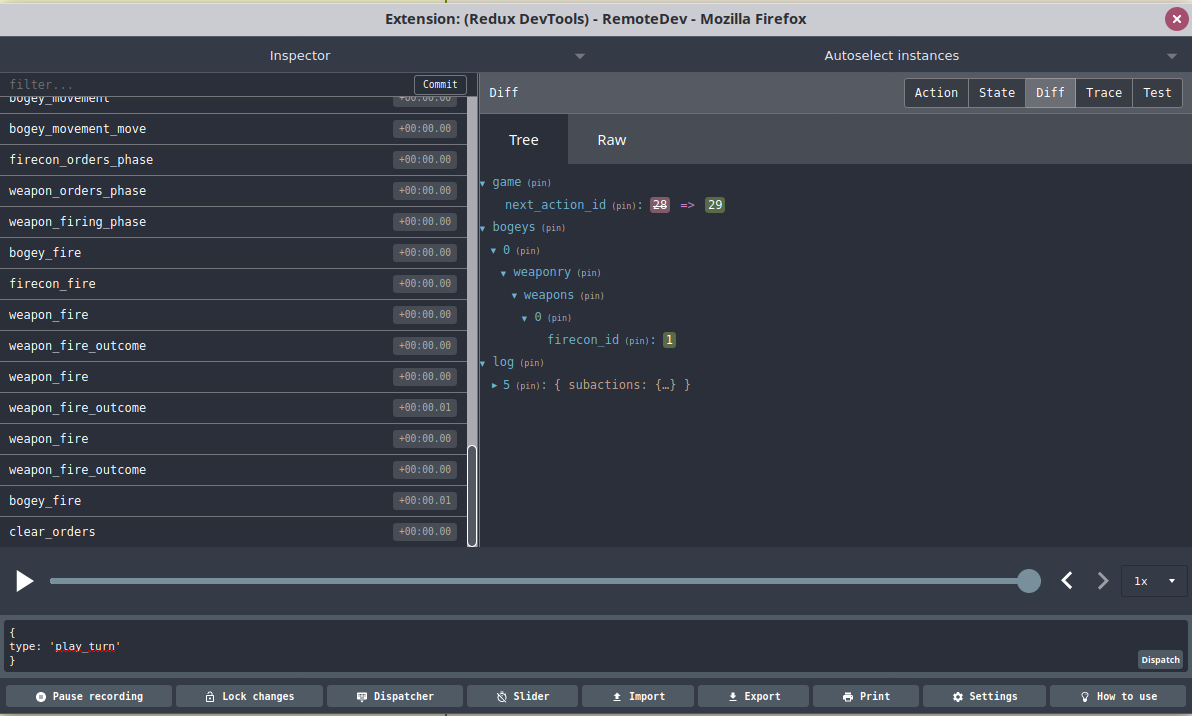 Extension: (Redux DevTools) - RemoteDev - Mozilla Firefox
Inspector
Autoselect instances
filter...
Commit
bogey_movement +00:00.00
bogey_movement_move +00:00.00
firecon_orders_phase +00:00.00
weapon_orders_phase +00:00.00
weapon_firing_phase +00:00.00
bogey_fire +00:00.00
firecon_fire +00:00.00
weapon_fire +00:00.00
weapon_fire_outcome +00:00.00
weapon_fire +00:00.00
weapon_fire_outcome +00:00.01
weapon_fire +00:00.00
weapon_fire_outcome +00:00.00
bogey_fire +00:00.01
clear_orders +00:00.00
Diff
Action State Diff Trace Test
Tree Raw
game (pin)
next_action_id (pin): 28 => 29
bogeys (pin)
0 (pin)
weaponry (pin)
weapons (pin)
0 (pin)
firecon_id (pin): 1
log (pin)
5 (pin): { subactions: {…} }
1x
{
type: 'play_turn'
}
Dispatch
Pause recording Lock changes Dispatcher Slider Import Export Print Settings How to use